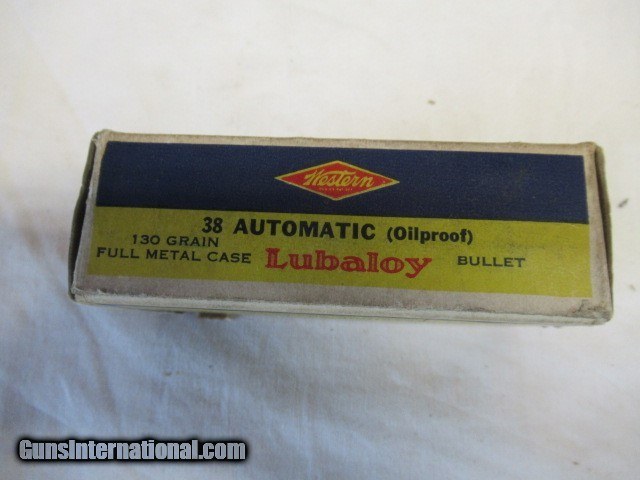 Western
38 AUTOMATIC (Oilproof)
130 GRAIN
FULL METAL CASE Lubaloy BULLET
GunsInternational.com